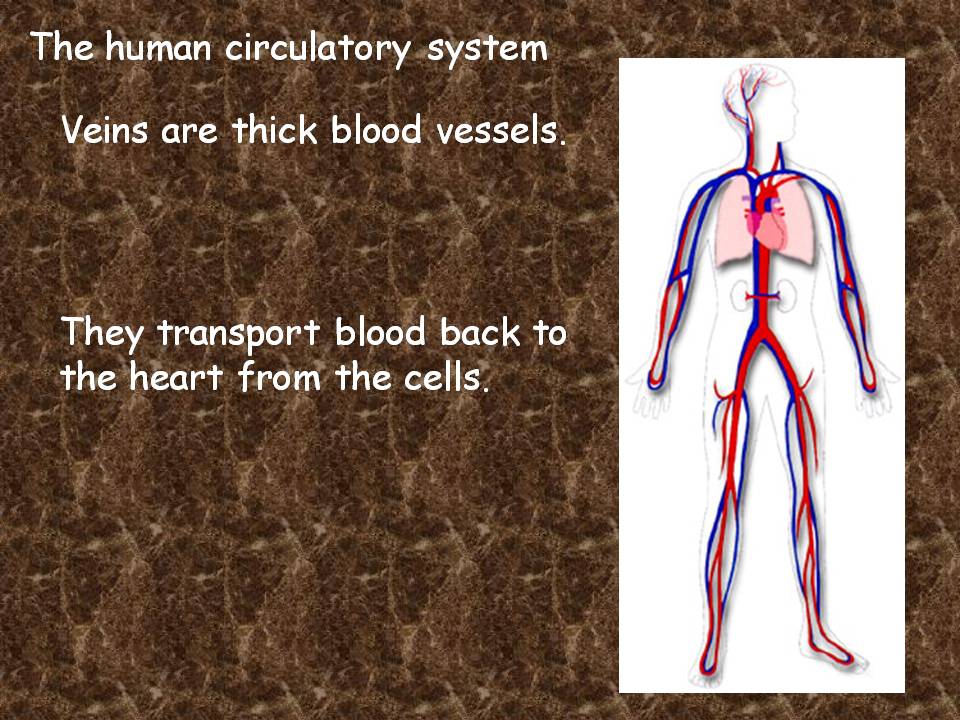 The human circulatory system
Veins are thick blood vessels.
They transport blood back to
the heart from the cells.